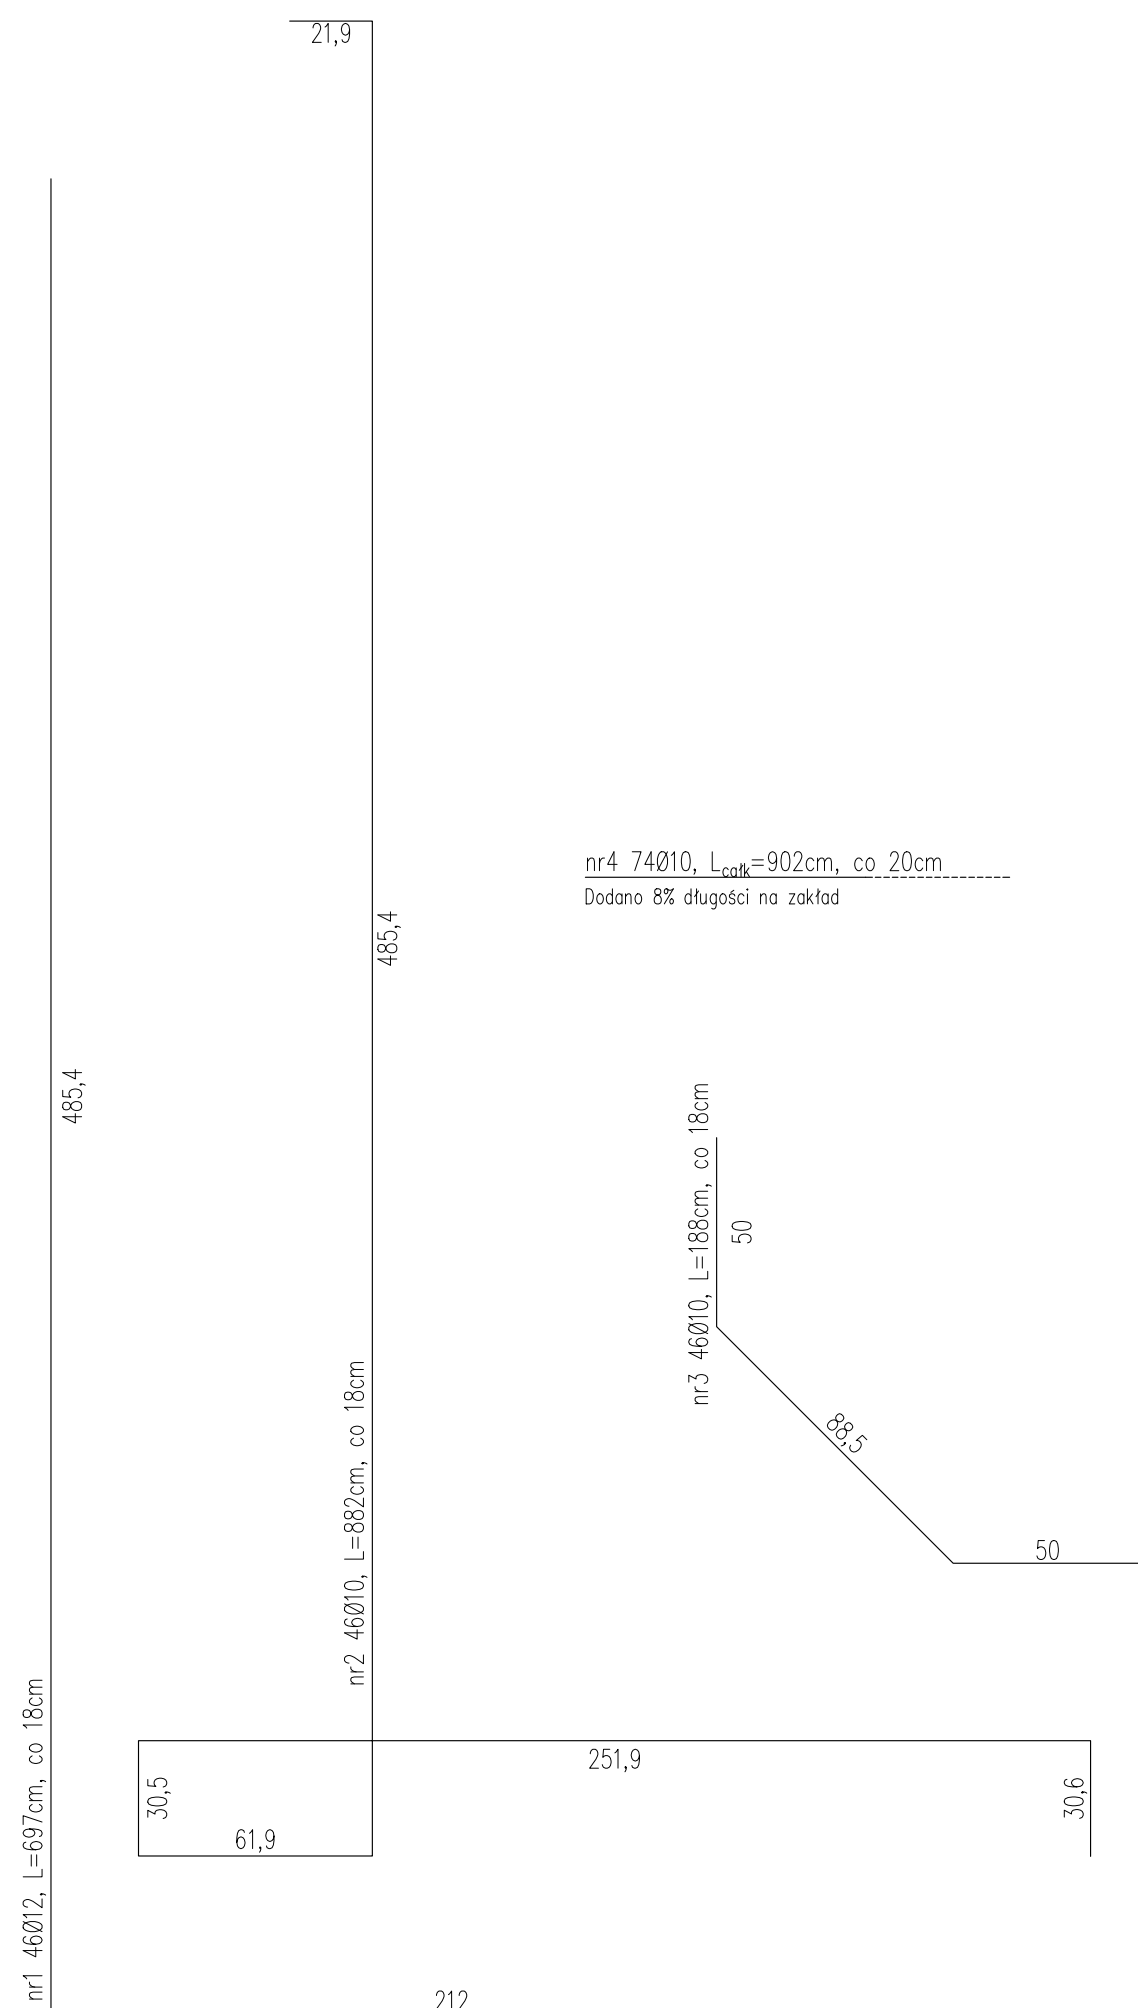 21,9
nr4 74Ø10, Lcałk=902cm, co 20cm
Dodano 8% długości na zakład
485,4
485,4
nr3 46Ø10, L=188cm, co 18cm
50
88,5
50
nr2 46Ø10, L=882cm, co 18cm
nr1 46Ø12, L=697cm, co 18cm
251,9
30,5
30,6
61,9
212